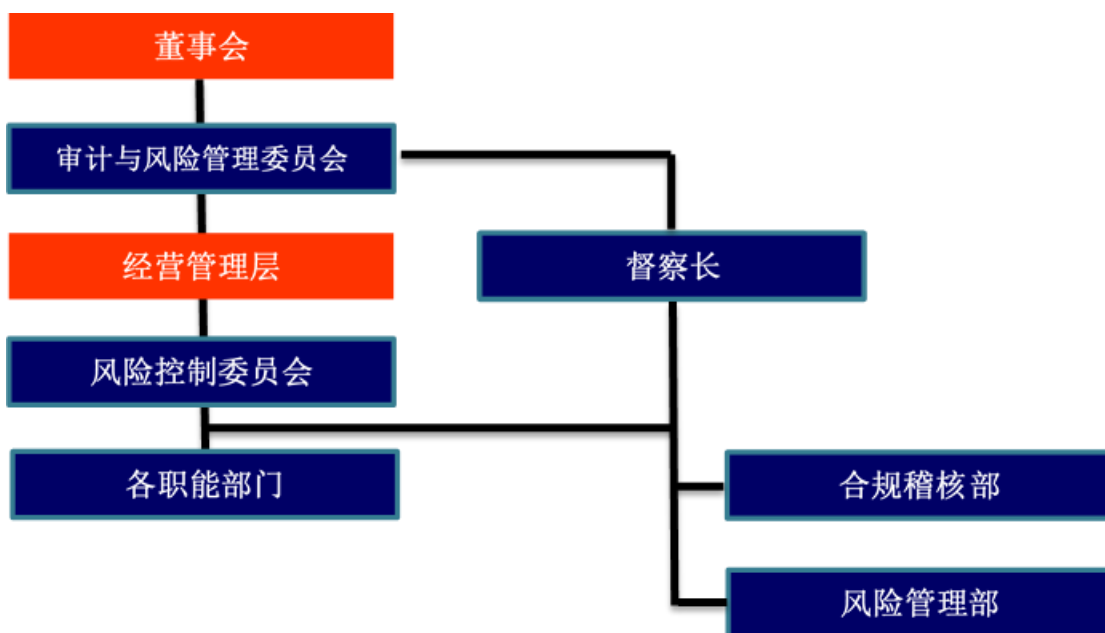 董事会
审计与风险管理委员会
经营管理层
督察长
风险控制委员会
各职能部门
合规稽核部
风险管理部